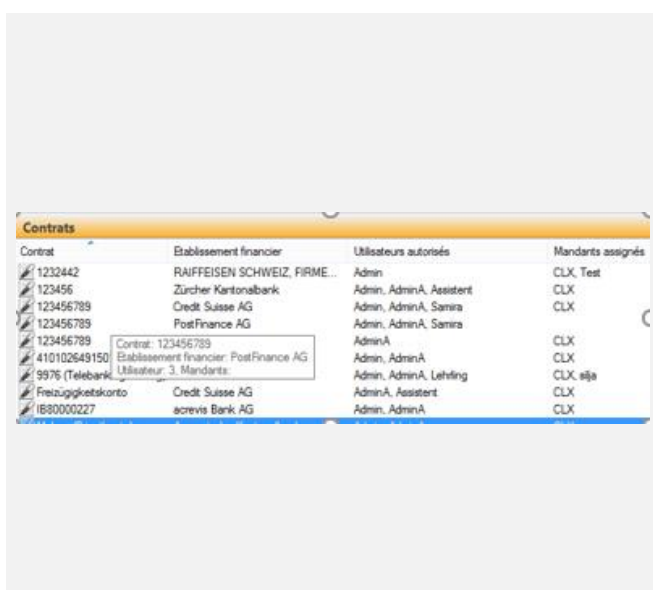 Contrats
Contrat Etablissement financier Utilisateurs autorisés Mandants assignés
1232442 RAIFFEISEN SCHWEIZ, FIRME... Admin CLX, Test
123456 Zürcher Kantonalbank Admin, AdminA, Assistent CLX
123456789 Credit Suisse AG Admin, AdminA, Samira CLX
123456789 PostFinance AG Admin, AdminA, Samira
123456789 AdminA CLX
Contrat: 123456789
410102649150 Admin, AdminA CLX
Etablissement financier: PostFinance AG
9976 (Telebank Admin, AdminA, Lehrling CLX, silja
Utilisateur: 3, Mandants:
Freizügigkeitskonto Credit Suisse AG AdminA, Assistent CLX
IB80000227 acrevis Bank AG Admin, AdminA CLX